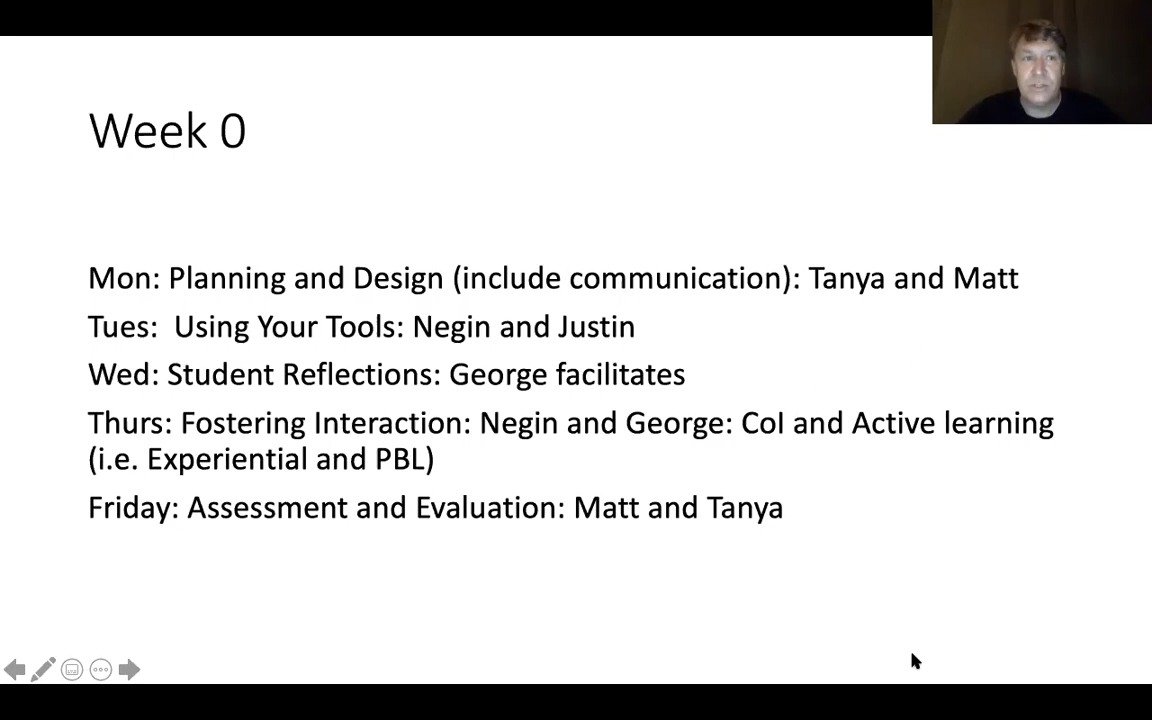 Week 0
Mon: Planning and Design (include communication): Tanya and Matt
Tues:  Using Your Tools: Negin and Justin
Wed: Student Reflections: George facilitates
Thurs: Fostering Interaction: Negin and George: CoI and Active learning
(i.e. Experiential and PBL)
Friday: Assessment and Evaluation: Matt and Tanya